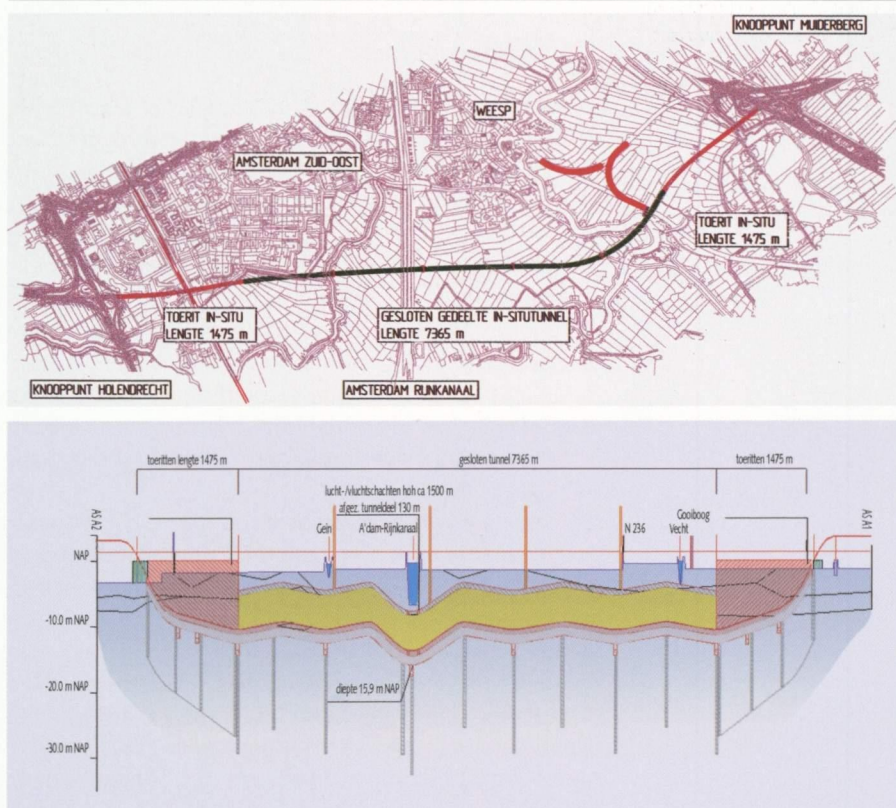 KNOOPPUNT MUIDERBERG
WEESP
AMSTERDAM ZUID-OOST
TOERIT IN-SITU
LENGTE 1475 m
TOERIT IN-SITU
LENGTE 1475 m
GESLOTEN GEDEELTE IN-SITUTUNNEL
LENGTE 7365 m
KNOOPPUNT HOLENDRECHT
AMSTERDAM RIJNKANAAL
toeritten lengte 1475 m
gesloten tunnel 7365 m
toeritten 1475 m
lucht-/vluchtschachten hoh ca 1500 m
afgez. tunneldeel 130 m
Gein
A'dam-Rijnkanaal
N 236
Gooiboog
Vecht
AS A2
AS A1
NAP
-10.0 m NAP
-20.0 m NAP
-30.0 m NAP
diepte 15,9 m NAP